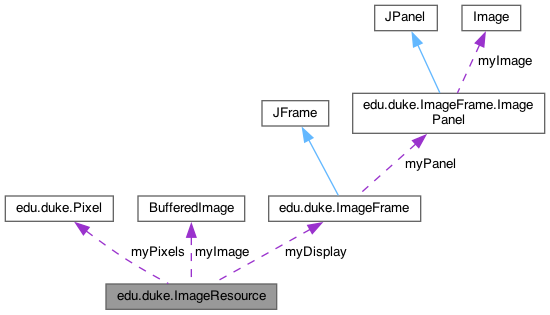 JPanel
Image
myImage
edu.duke.ImageFrame.Image
Panel
JFrame
myPanel
edu.duke.Pixel
BufferedImage
edu.duke.ImageFrame
myPixels
myImage
myDisplay
edu.duke.ImageResource